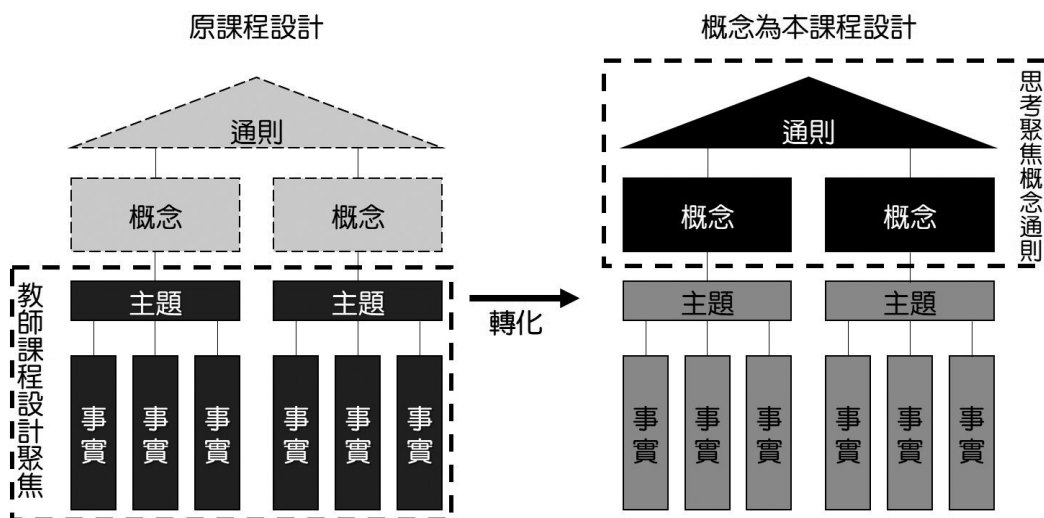 原課程設計
通則
概念 概念
教師課程設計聚焦
主題 主題
事實 事實 事實 事實 事實 事實
轉化
概念為本課程設計
思考聚焦概念通則
通則
概念 概念
主題 主題
事實 事實 事實 事實 事實 事實